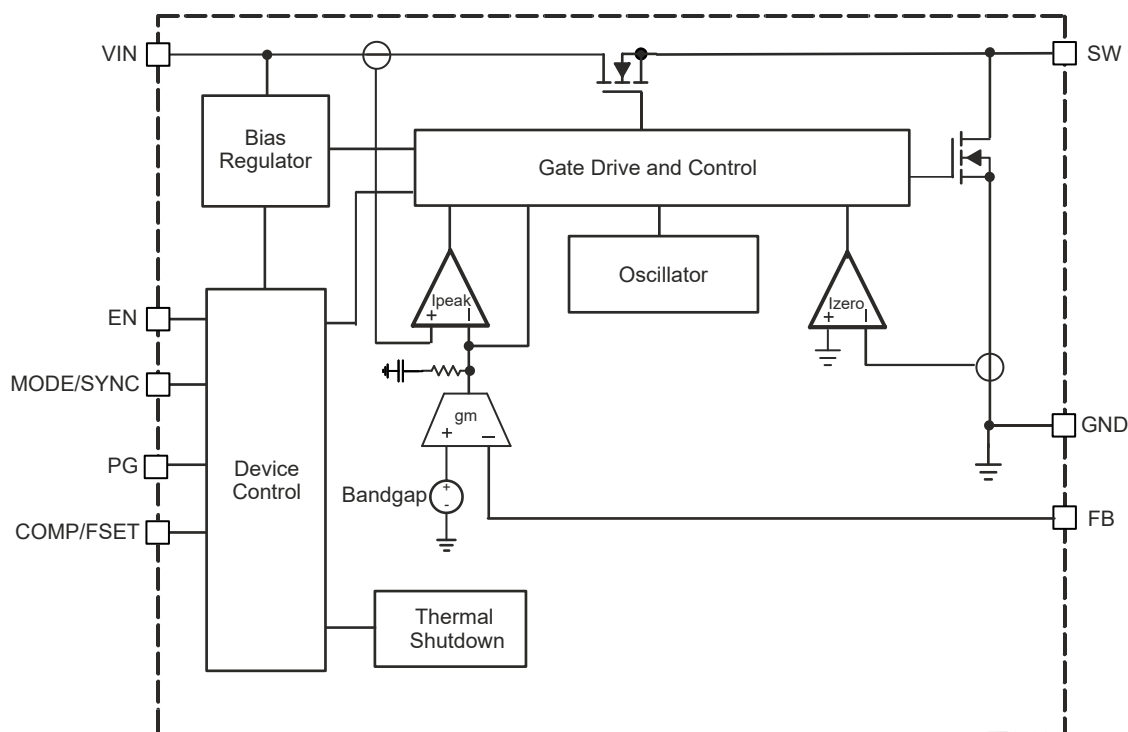 VIN
SW
Bias
Regulator
Gate Drive and Control
Oscillator
Ipeak
+ –
Izero
+ –
EN
MODE/SYNC
gm
+ –
GND
PG
Device
Control
Bandgap
+
-
COMP/FSET
FB
Thermal
Shutdown